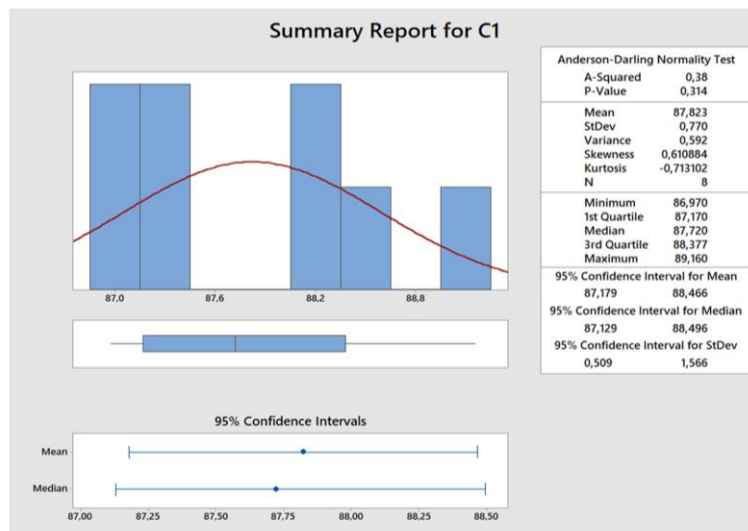 Summary Report for C1
87,0 87,6 88,2 88,8
Anderson-Darling Normality Test
A-Squared 0,38
P-Value 0,314
Mean 87,823
StDev 0,770
Variance 0,592
Skewness 0,610884
Kurtosis -0,713102
N 8
Minimum 86,970
1st Quartile 87,170
Median 87,720
3rd Quartile 88,377
Maximum 89,160
95% Confidence Interval for Mean
87,179 88,466
95% Confidence Interval for Median
87,129 88,496
95% Confidence Interval for StDev
0,509 1,566
95% Confidence Intervals
Mean
Median
87,00 87,25 87,50 87,75 88,00 88,25 88,50